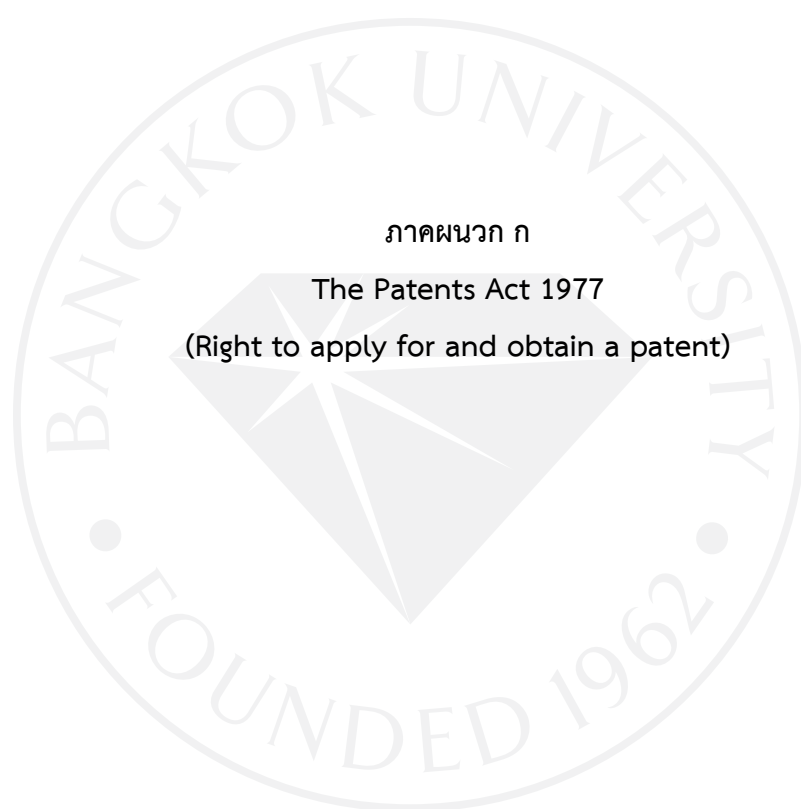 BANGKOK UNIVERSITY
ภาคผนวก ก
The Patents Act 1977
(Right to apply for and obtain a patent)
• FOUNDED 1962 •